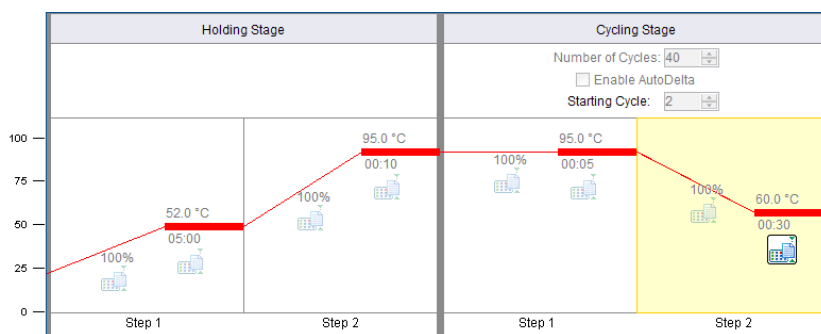 Holding Stage
Cycling Stage
Number of Cycles: 40
Enable AutoDelta
Starting Cycle: 2
100
75
50
25
0
100%
52.0 °C
05:00
100%
95.0 °C
00:10
100%
95.0 °C
00:05
100%
60.0 °C
00:30
Step 1
Step 2
Step 1
Step 2